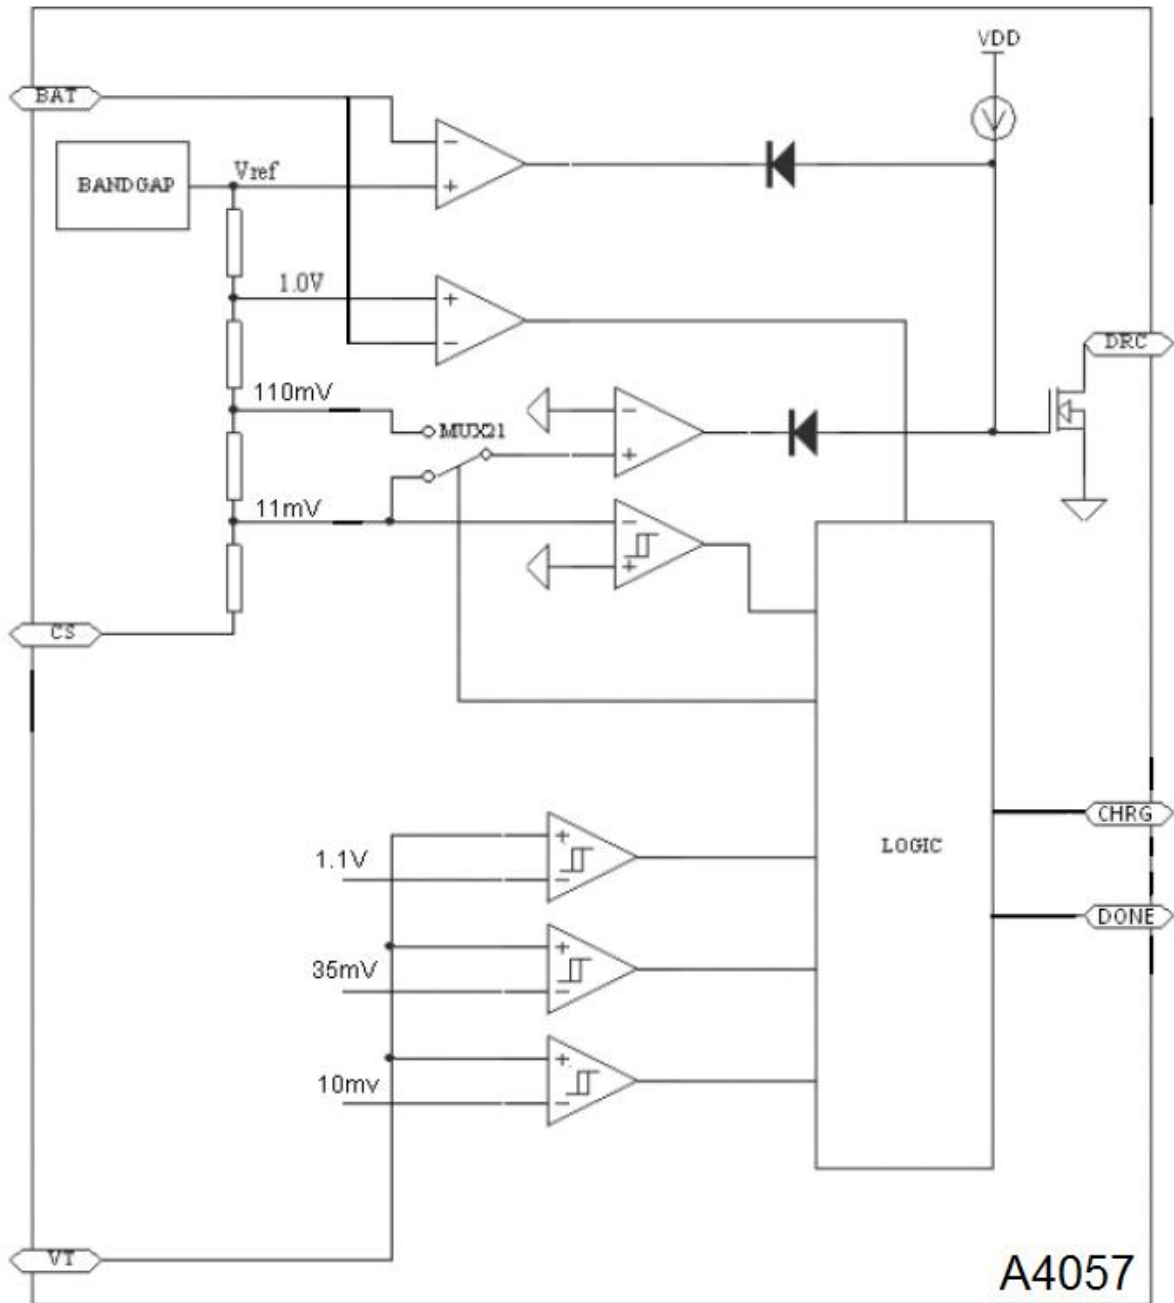 VDD
BAT
BANDGAP
Vref
−
+
1.0V
+
−
DRC
110mV
MUX21
−
+
11mV
−
+
CS
LOGIC
CHRG
DONE
1.1V
+
−
35mV
+
−
10mv
+
−
VT
A4057